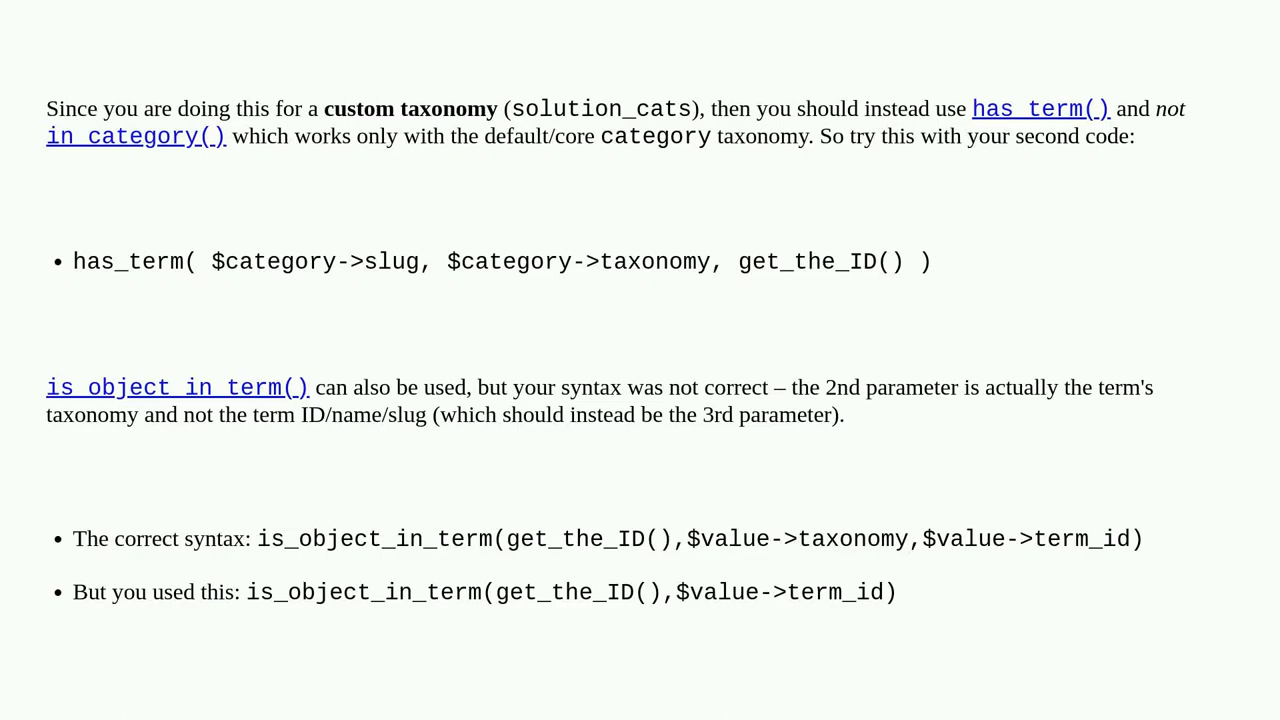 Since you are doing this for a custom taxonomy (solution_cats), then you should instead use has_term() and not
in_category() which works only with the default/core category taxonomy. So try this with your second code:
• has_term( $category->slug, $category->taxonomy, get_the_ID() )
is_object_in_term() can also be used, but your syntax was not correct – the 2nd parameter is actually the term's
taxonomy and not the term ID/name/slug (which should instead be the 3rd parameter).
• The correct syntax: is_object_in_term(get_the_ID(),$value->taxonomy,$value->term_id)
• But you used this: is_object_in_term(get_the_ID(),$value->term_id)